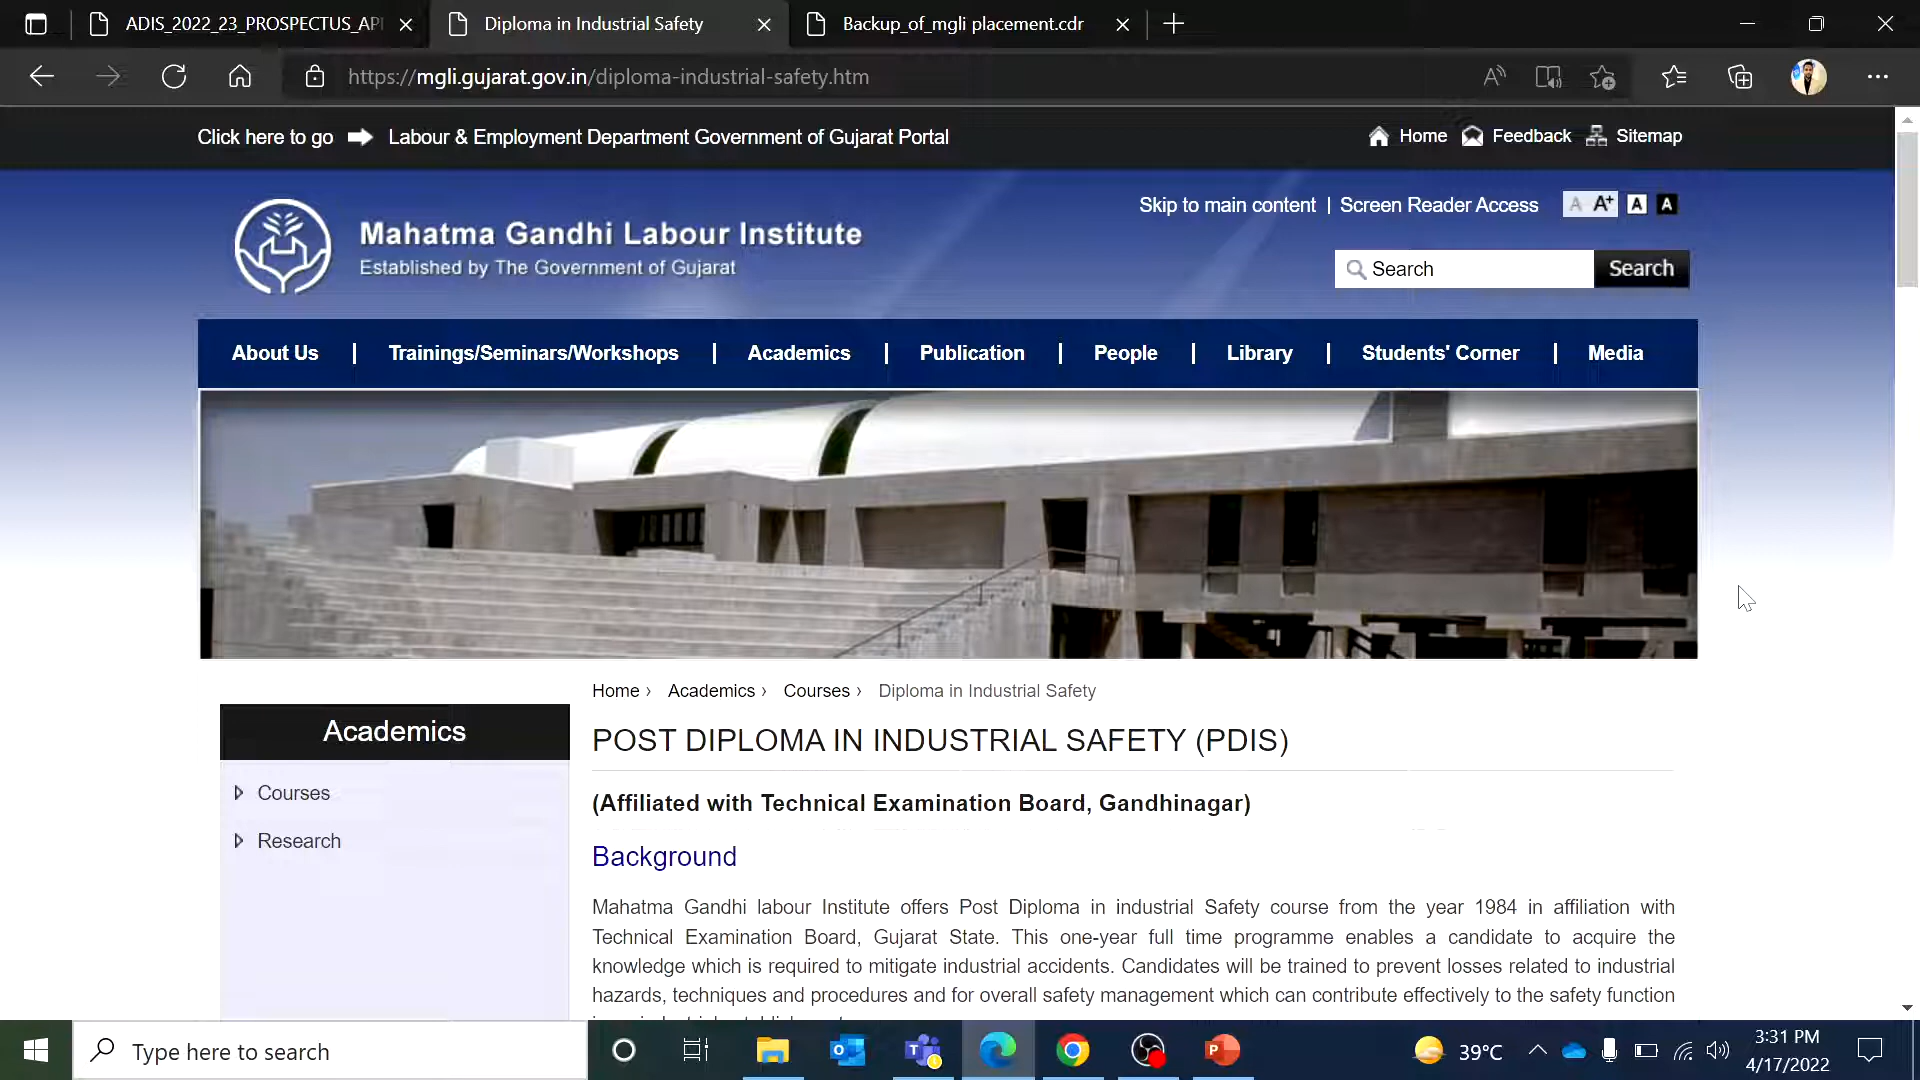 ADIS_2022_23_PROSPECTUS_API
Diploma in Industrial Safety
Backup_of_mgli placement.cdr
https://mgli.gujarat.gov.in/diploma-industrial-safety.htm
Click here to go Labour & Employment Department Government of Gujarat Portal
Home Feedback Sitemap
Skip to main content | Screen Reader Access A A+ A A
Mahatma Gandhi Labour Institute
Established by The Government of Gujarat
Search Search
About Us | Trainings/Seminars/Workshops | Academics | Publication | People | Library | Students' Corner | Media
Home › Academics › Courses › Diploma in Industrial Safety
Academics
Courses
Research
POST DIPLOMA IN INDUSTRIAL SAFETY (PDIS)
(Affiliated with Technical Examination Board, Gandhinagar)
Background
Mahatma Gandhi labour Institute offers Post Diploma in industrial Safety course from the year 1984 in affiliation with
Technical Examination Board, Gujarat State. This one-year full time programme enables a candidate to acquire the
knowledge which is required to mitigate industrial accidents. Candidates will be trained to prevent losses related to industrial
hazards, techniques and procedures and for overall safety management which can contribute effectively to the safety function
Type here to search
39°C
3:31 PM
4/17/2022